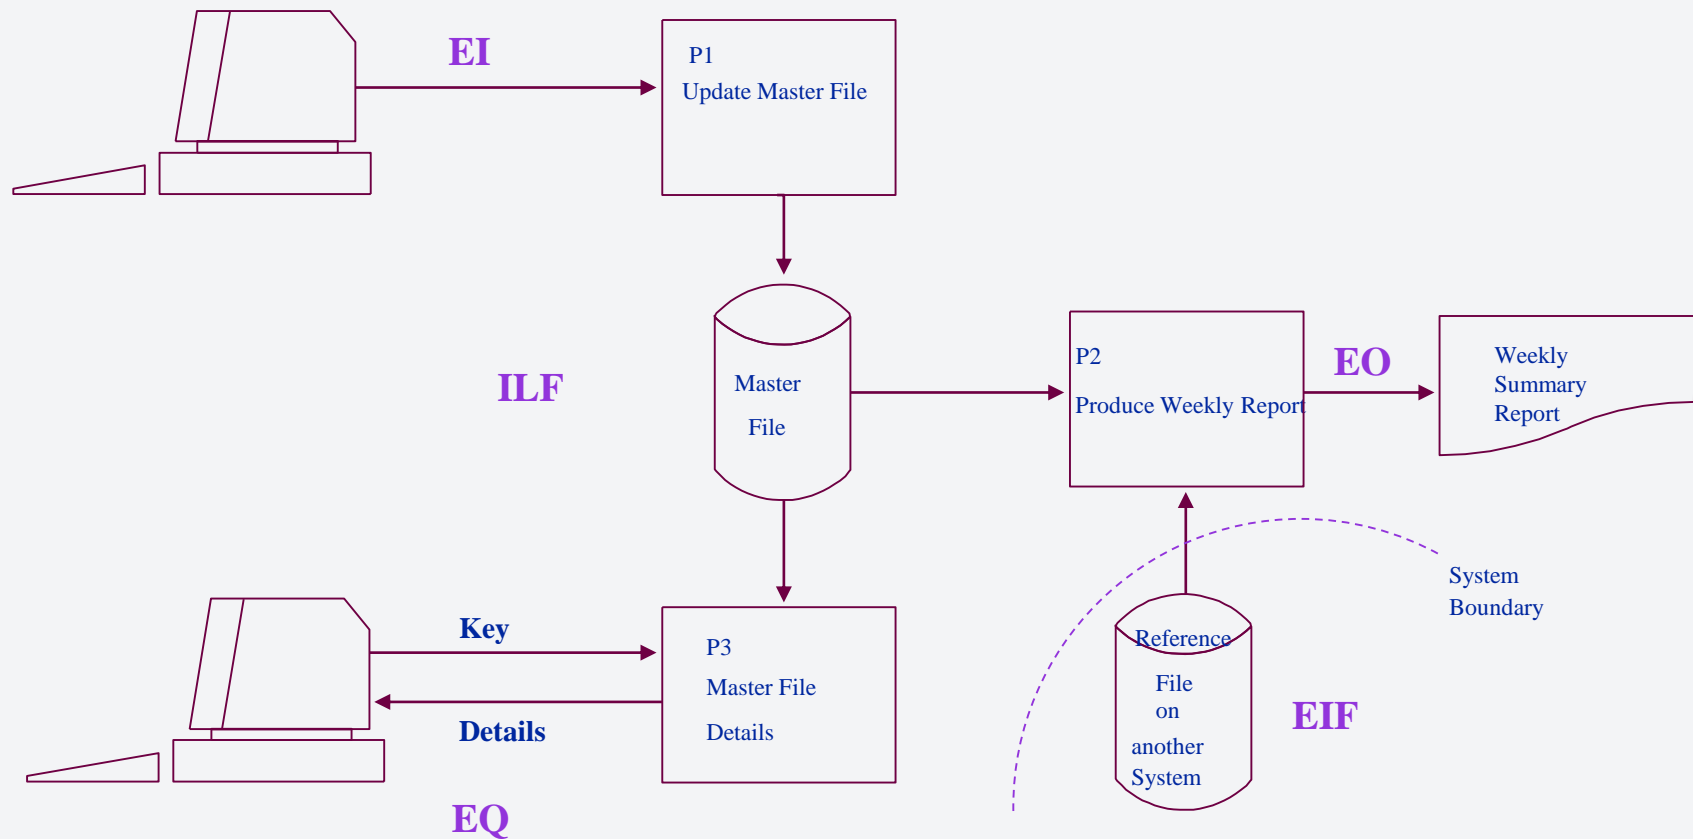 EI
P1
Update Master File
ILF
Master
File
P2
Produce Weekly Report
EO
Weekly
Summary
Report
System
Boundary
Key
Details
P3
Master File
Details
EQ
Reference
File
on
another
System
EIF